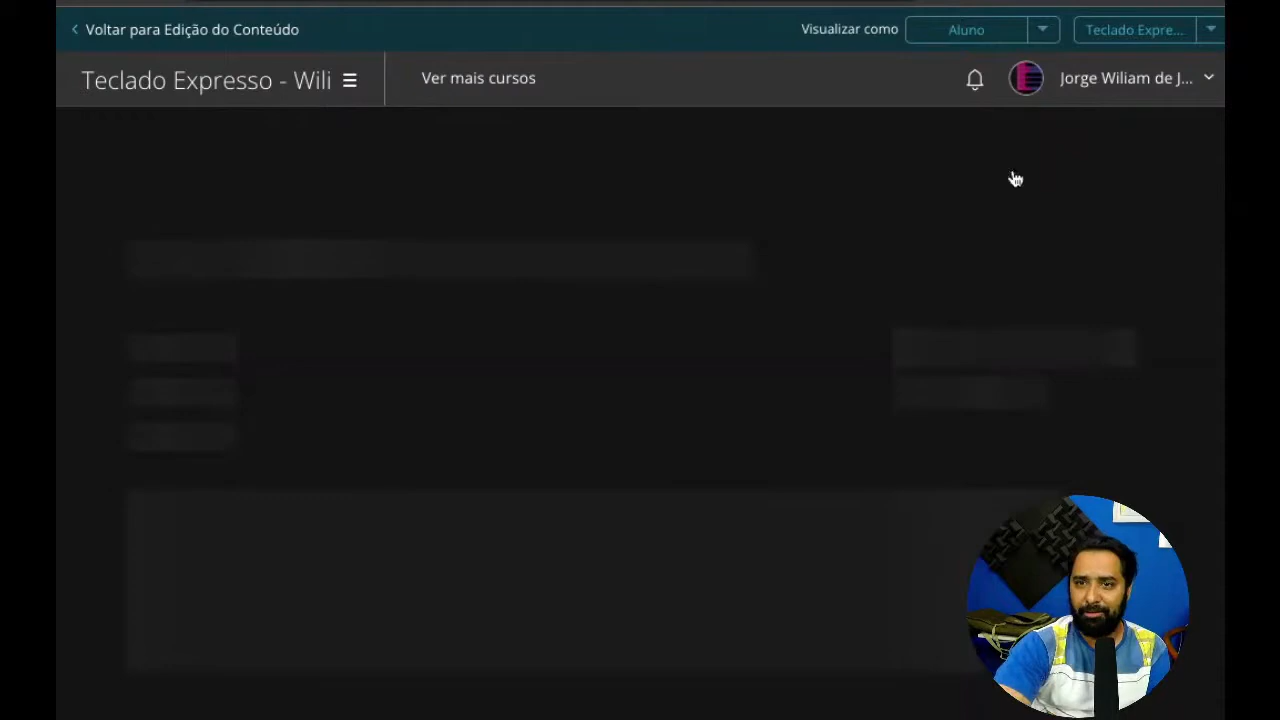 Voltar para Edição do Conteúdo
Visualizar como
Aluno
Teclado Expre...
Teclado Expresso - Wili
Ver mais cursos
Jorge Wiliam de J...